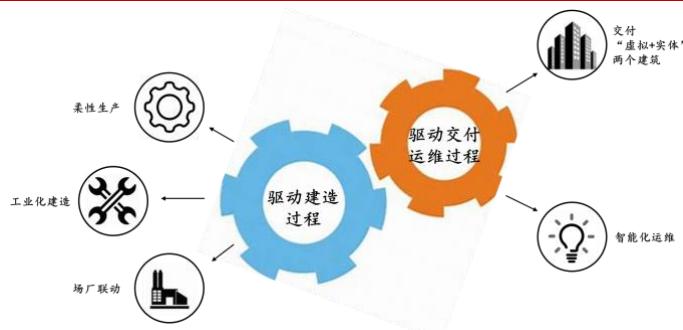 交付
“虚拟+实体”
两个建筑
柔性生产
驱动交付
运维过程
工业化建造
驱动建造
过程
智能化运维
场厂联动